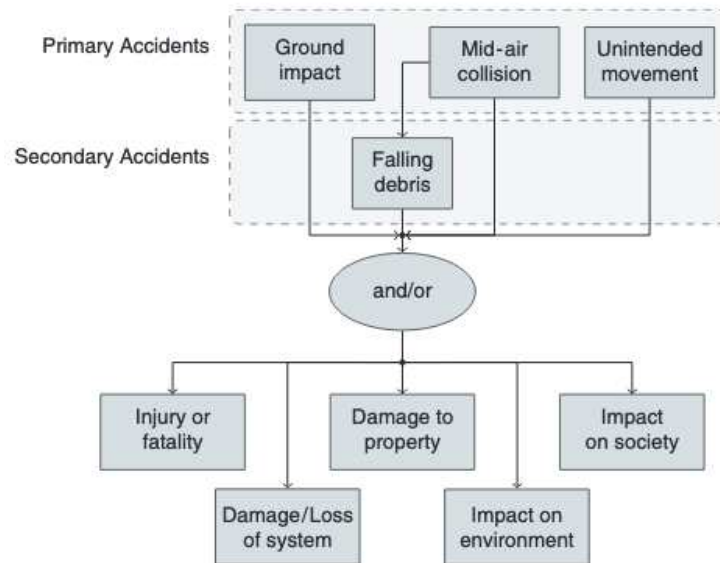 Primary Accidents
Ground
impact
Mid-air
collision
Unintended
movement
Secondary Accidents
Falling
debris
and/or
Injury or
fatality
Damage to
property
Impact
on society
Damage/Loss
of system
Impact on
environment